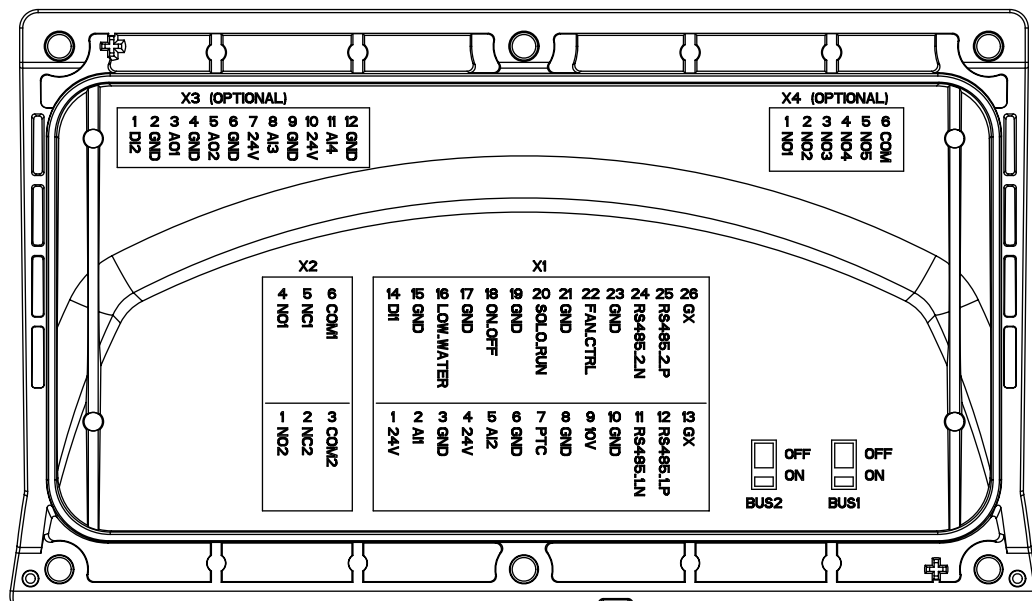 X3 (OPTIONAL)
1 DI2
2 GND
3 AO1
4 GND
5 AO2
6 GND
7 24V
8 AI3
9 GND
10 24V
11 AI4
12 GND
X4 (OPTIONAL)
1 NO1
2 NO2
3 NO3
4 NO4
5 NO5
6 COM
X2
4 NO1
5 NC1
6 COM1
1 NO2
2 NC2
3 COM2
X1
14 DI1
15 GND
16 LOW.WATER
17 GND
18 ON.OFF
19 GND
20 SOLO.RUN
21 GND
22 FAN.CTRL
23 GND
24 RS485.2.N
25 RS485.2.P
26 GX
1 24V
2 AI1
3 GND
4 24V
5 AI2
6 GND
7 PTC
8 GND
9 10V
10 GND
11 RS485.1.N
12 RS485.1.P
13 GX
OFF
ON
BUS2
OFF
ON
BUS1